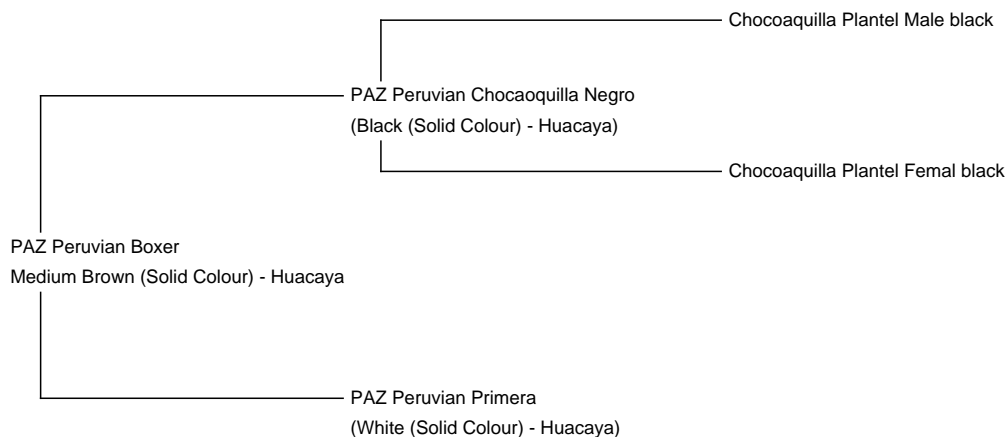 Chocoaquilla Plantel Male black
PAZ Peruvian Chocaoquilla Negro
(Black (Solid Colour) - Huacaya)
Chocoaquilla Plantel Femal black
PAZ Peruvian Boxer
Medium Brown (Solid Colour) - Huacaya
PAZ Peruvian Primera
(White (Solid Colour) - Huacaya)